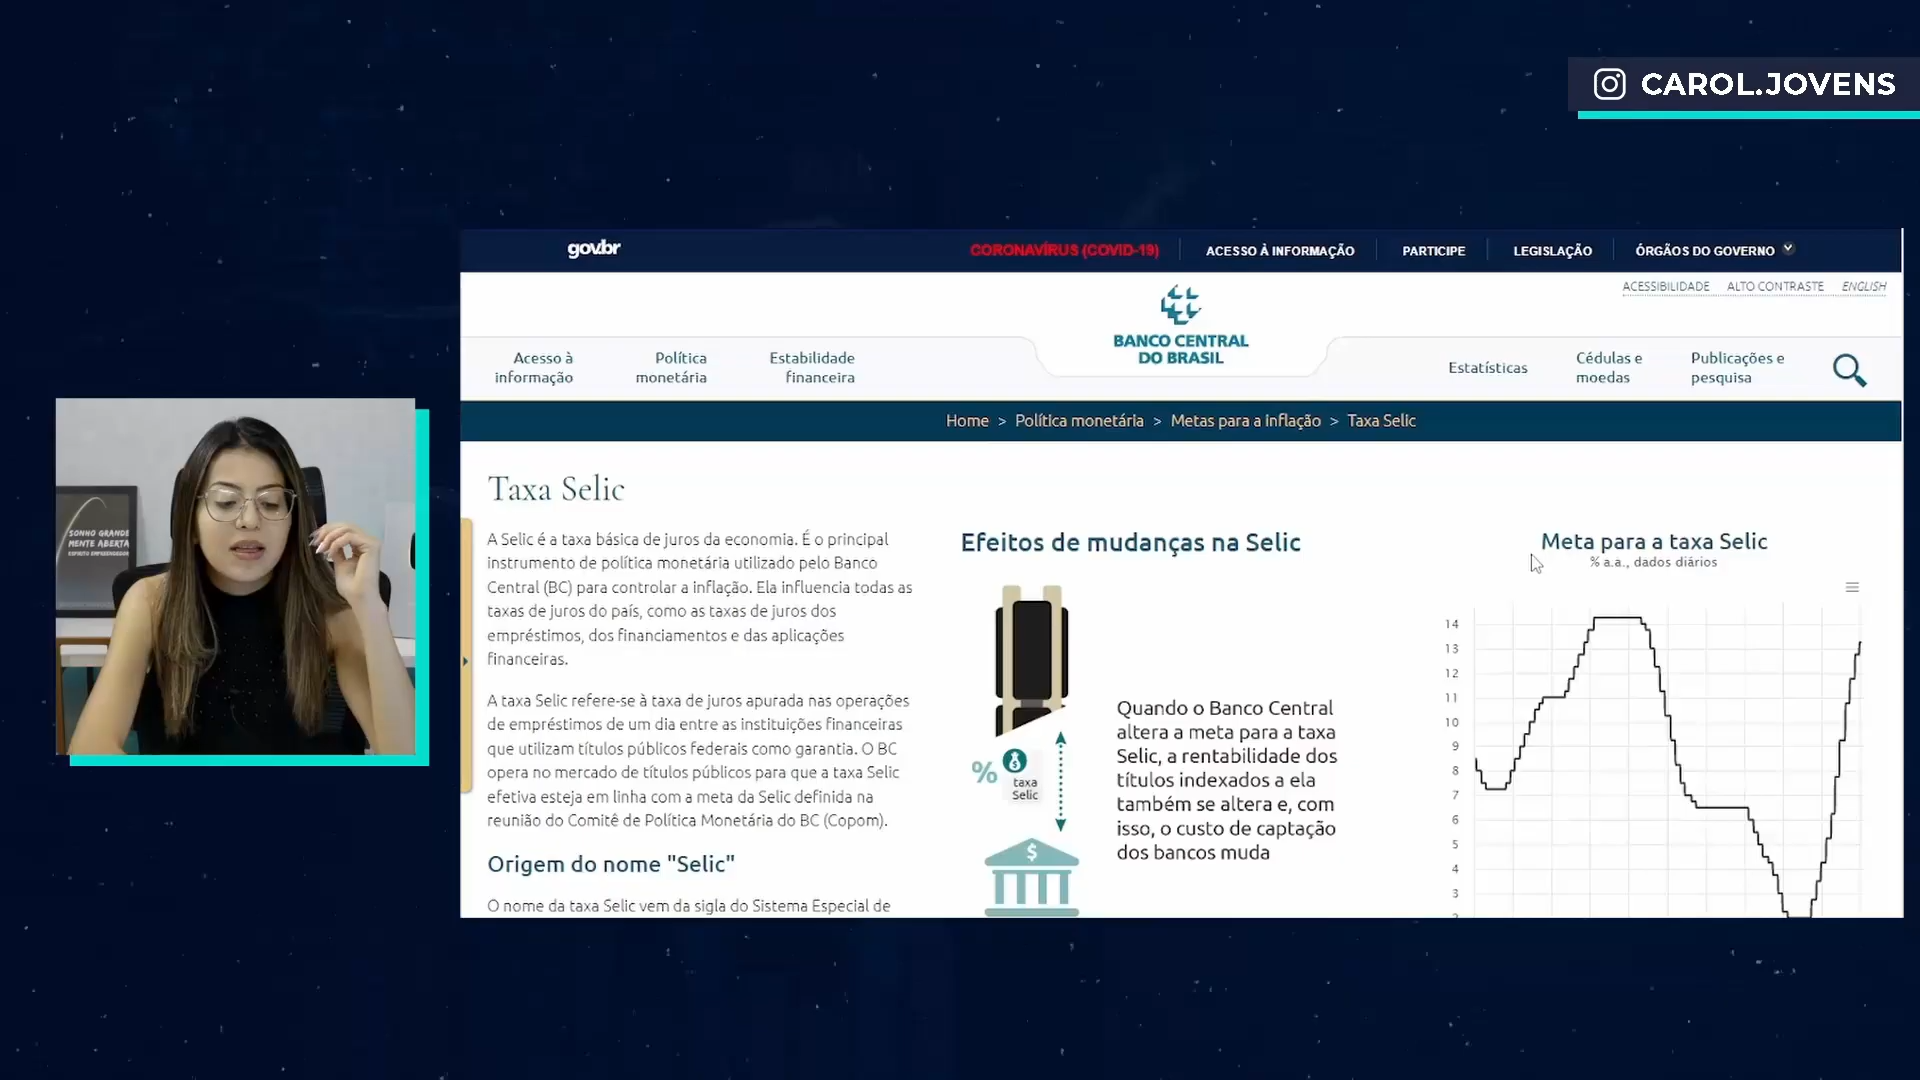 CAROL.JOVENS
gov.br
CORONAVÍRUS (COVID-19)
ACESSO À INFORMAÇÃO
PARTICIPE
LEGISLAÇÃO
ÓRGÃOS DO GOVERNO
ACESSIBILIDADE
ALTO CONTRASTE
ENGLISH
BANCO CENTRAL
DO BRASIL
Acesso à
informação
Política
monetária
Estabilidade
financeira
Estatísticas
Cédulas e
moedas
Publicações e
pesquisa
Home > Política monetária > Metas para a inflação > Taxa Selic
SONHO GRANDE
MENTE ABERTA
ESPÍRITO EMPREENDEDOR
Taxa Selic
A Selic é a taxa básica de juros da economia. É o principal
instrumento de política monetária utilizado pelo Banco
Central (BC) para controlar a inflação. Ela influencia todas as
taxas de juros do país, como as taxas de juros dos
empréstimos, dos financiamentos e das aplicações
financeiras.
A taxa Selic refere-se à taxa de juros apurada nas operações
de empréstimos de um dia entre as instituições financeiras
que utilizam títulos públicos federais como garantia. O BC
opera no mercado de títulos públicos para que a taxa Selic
efetiva esteja em linha com a meta da Selic definida na
reunião do Comitê de Política Monetária do BC (Copom).
Origem do nome "Selic"
O nome da taxa Selic vem da sigla do Sistema Especial de
Efeitos de mudanças na Selic
%
$
taxa
Selic
$
Quando o Banco Central
altera a meta para a taxa
Selic, a rentabilidade dos
títulos indexados a ela
também se altera e, com
isso, o custo de captação
dos bancos muda
Meta para a taxa Selic
% a.a., dados diários
14
13
12
11
10
9
8
7
6
5
4
3